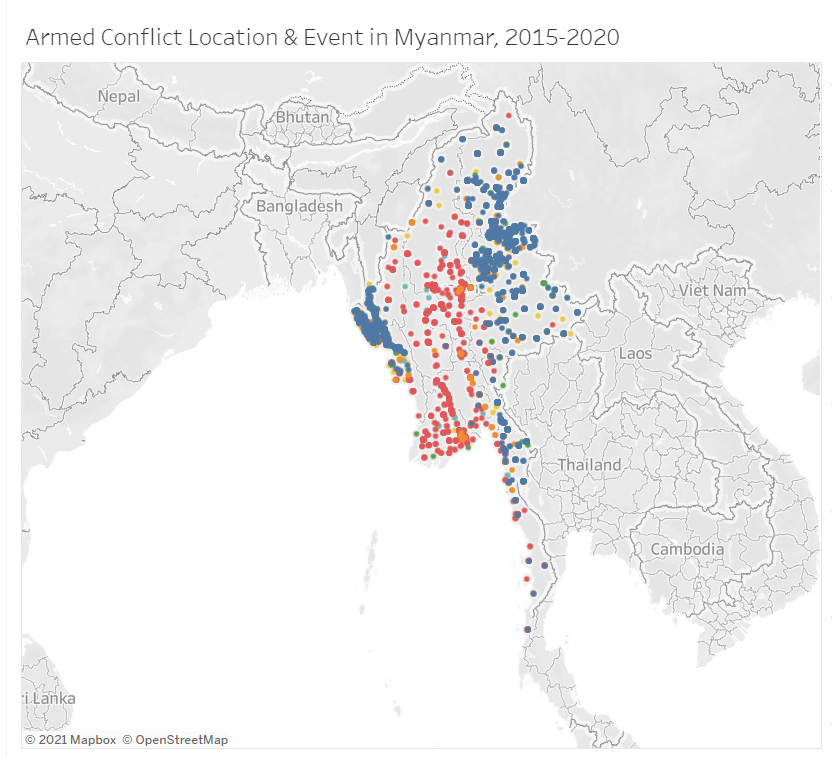 Armed Conflict Location & Event in Myanmar, 2015-2020
Nepal
Bhutan
Bangladesh
Viet Nam
Laos
Thailand
Cambodia
ri Lanka
© 2021 Mapbox © OpenStreetMap